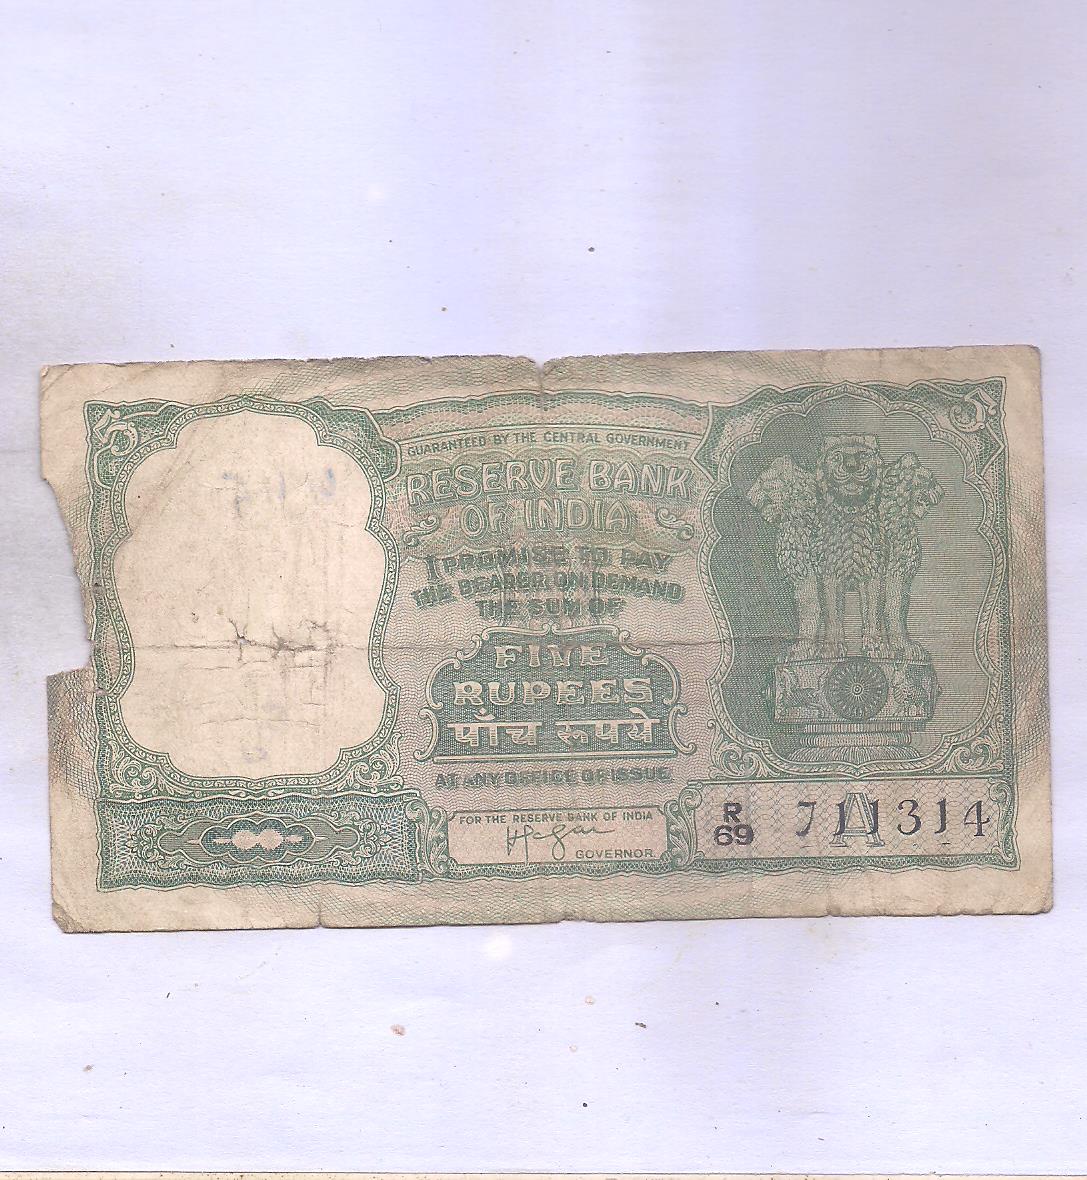 5
5
GUARANTEED BY THE CENTRAL GOVERNMENT
RESERVE BANK
OF INDIA
I PROMISE TO PAY
THE BEARER ON DEMAND
THE SUM OF
FIVE
RUPEES
पाँच रूपये
AT ANY OFFICE OF ISSUE
FOR THE RESERVE BANK OF INDIA
GOVERNOR.
R
69
711314
A